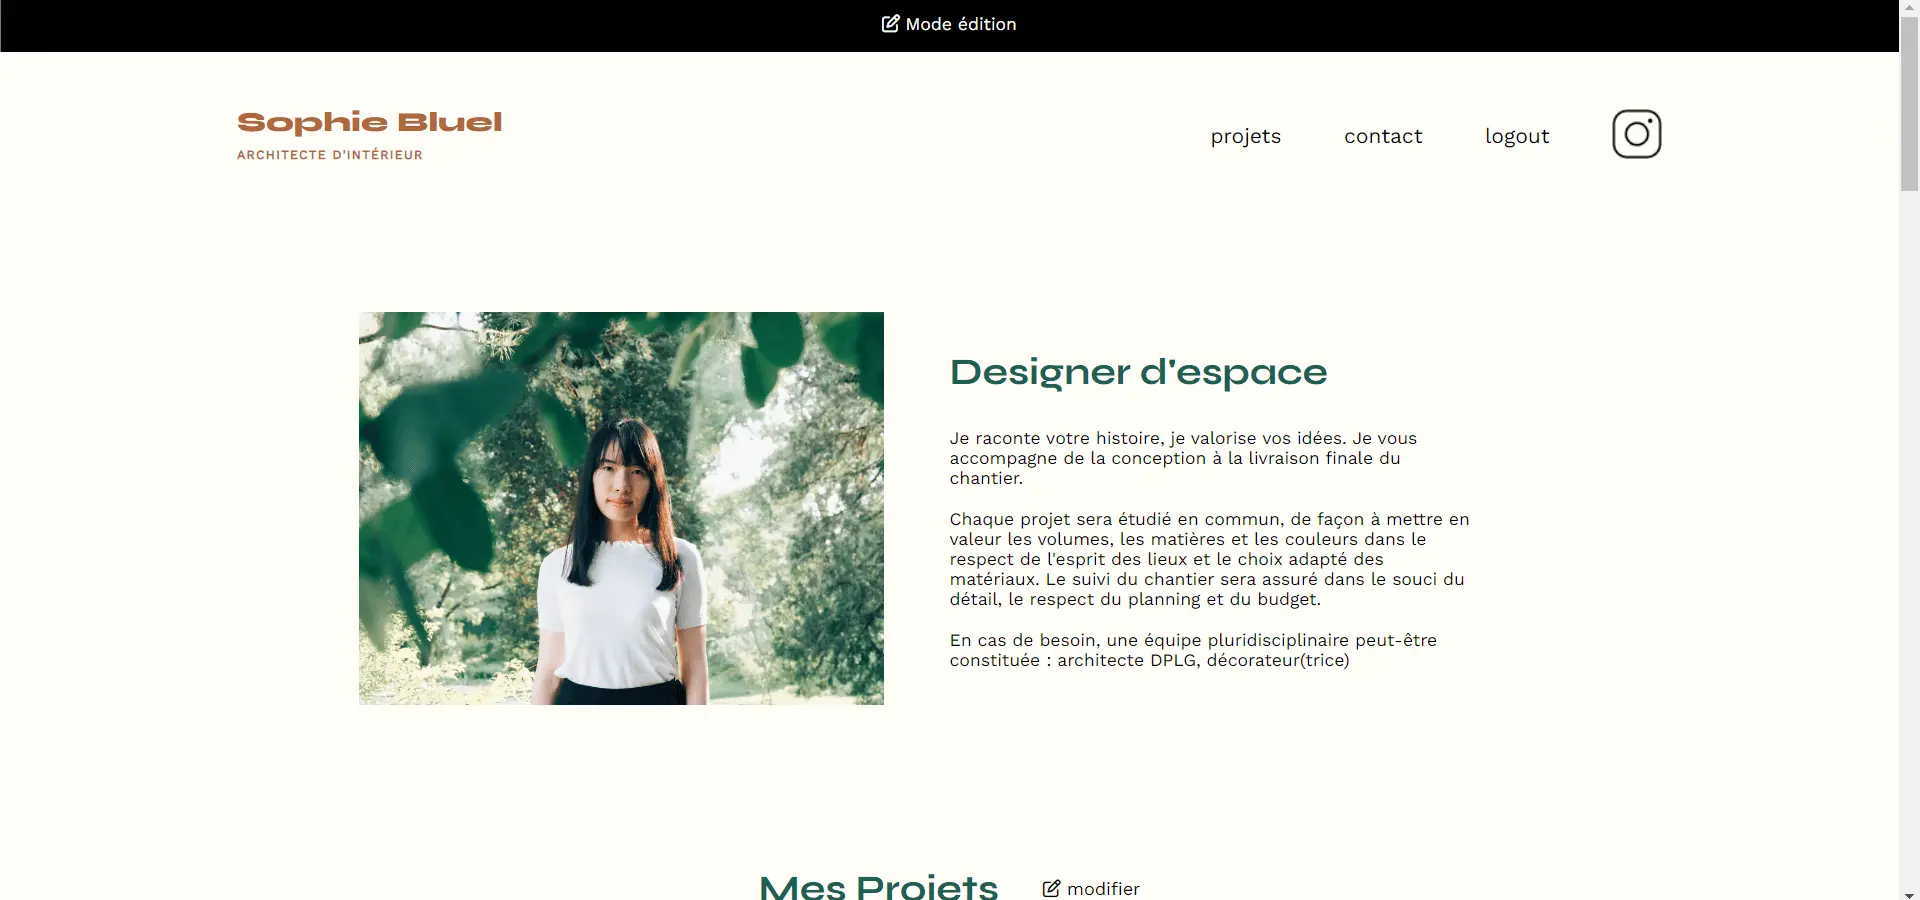 Mode édition
Sophie Bluel
ARCHITECTE D'INTÉRIEUR
projets
contact
logout
Designer d'espace
Je raconte votre histoire, je valorise vos idées. Je vous
accompagne de la conception à la livraison finale du
chantier.
Chaque projet sera étudié en commun, de façon à mettre en
valeur les volumes, les matières et les couleurs dans le
respect de l'esprit des lieux et le choix adapté des
matériaux. Le suivi du chantier sera assuré dans le souci du
détail, le respect du planning et du budget.
En cas de besoin, une équipe pluridisciplinaire peut-être
constituée : architecte DPLG, décorateur(trice)
Mes Projets
modifier